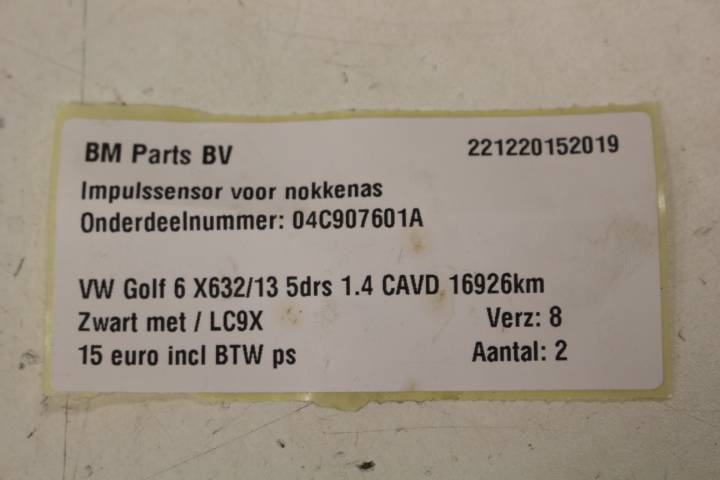 BM Parts BV 221220152019
Impulssensor voor nokkenas
Onderdeelnummer: 04C907601A
VW Golf 6 X632/13 5drs 1.4 CAVD 16926km
Zwart met / LC9X Verz: 8
15 euro incl BTW ps Aantal: 2